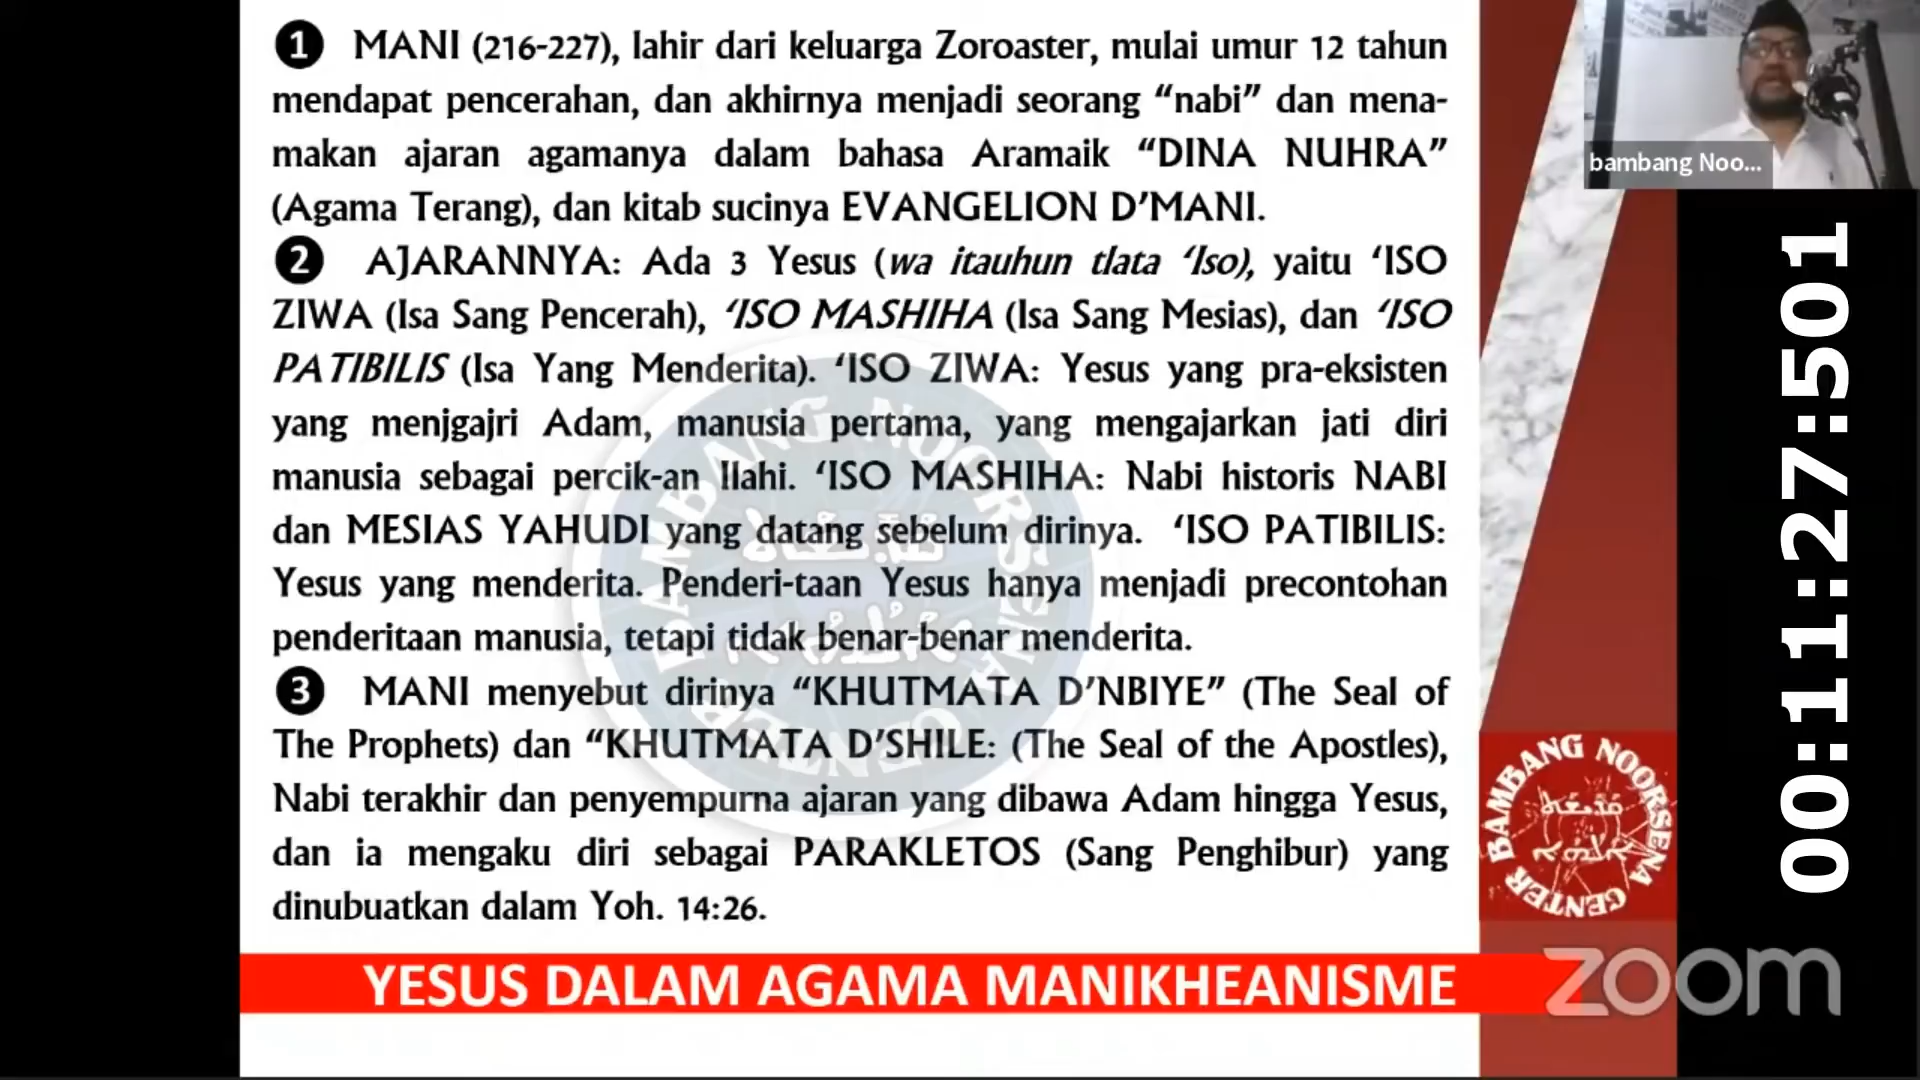 1 MANI (216-227), lahir dari keluarga Zoroaster, mulai umur 12 tahun
mendapat pencerahan, dan akhirnya menjadi seorang “nabi” dan mena-
makan ajaran agamanya dalam bahasa Aramaik “DINA NUHRA”
(Agama Terang), dan kitab sucinya EVANGELION D’MANI.
2 AJARANNYA: Ada 3 Yesus (wa itauhun tlata ‘Iso), yaitu ‘ISO
ZIWA (Isa Sang Pencerah), ‘ISO MASHIHA (Isa Sang Mesias), dan ‘ISO
PATIBILIS (Isa Yang Menderita). ‘ISO ZIWA: Yesus yang pra-eksisten
yang menjgajri Adam, manusia pertama, yang mengajarkan jati diri
manusia sebagai percik-an Ilahi. ‘ISO MASHIHA: Nabi historis NABI
dan MESIAS YAHUDI yang datang sebelum dirinya. ‘ISO PATIBILIS:
Yesus yang menderita. Penderi-taan Yesus hanya menjadi precontohan
penderitaan manusia, tetapi tidak benar-benar menderita.
3 MANI menyebut dirinya “KHUTMATA D’NBIYE” (The Seal of
The Prophets) dan “KHUTMATA D’SHILE: (The Seal of the Apostles),
Nabi terakhir dan penyempurna ajaran yang dibawa Adam hingga Yesus,
dan ia mengaku diri sebagai PARAKLETOS (Sang Penghibur) yang
dinubuatkan dalam Yoh. 14:26.
YESUS DALAM AGAMA MANIKHEANISME
bambang Noo...
00:11:27:501
BAMBANG NOORSENA CENTER
BAMBANG NOORSENA CENTER
zoom